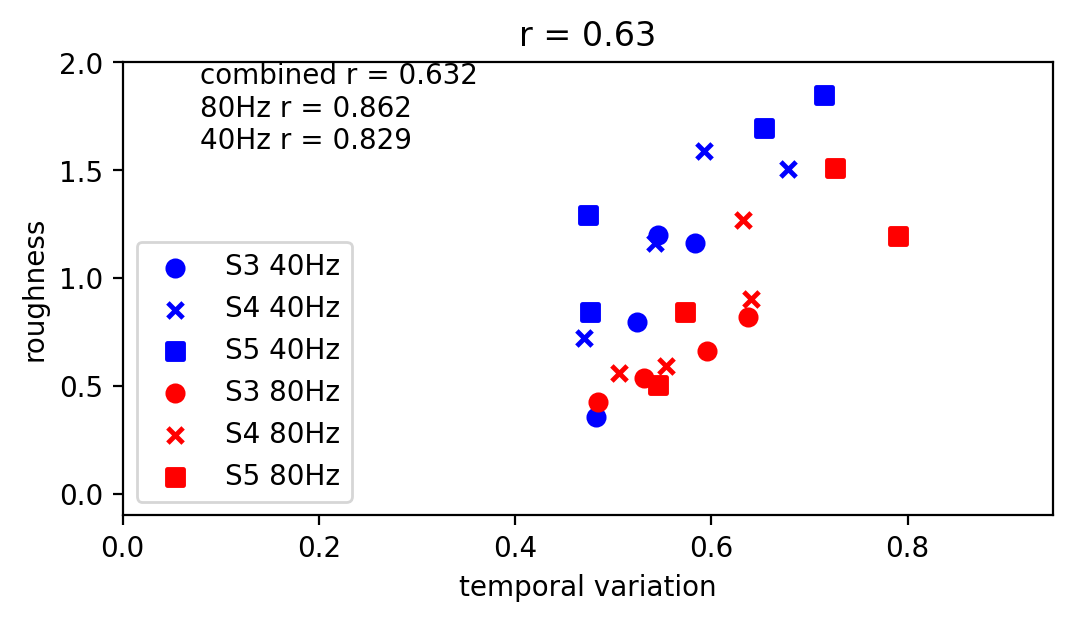 r = 0.63
combined r = 0.632
80Hz r = 0.862
40Hz r = 0.829
2.0
1.5
1.0
0.5
0.0
roughness
S3 40Hz
S4 40Hz
S5 40Hz
S3 80Hz
S4 80Hz
S5 80Hz
0.0 0.2 0.4 0.6 0.8
temporal variation